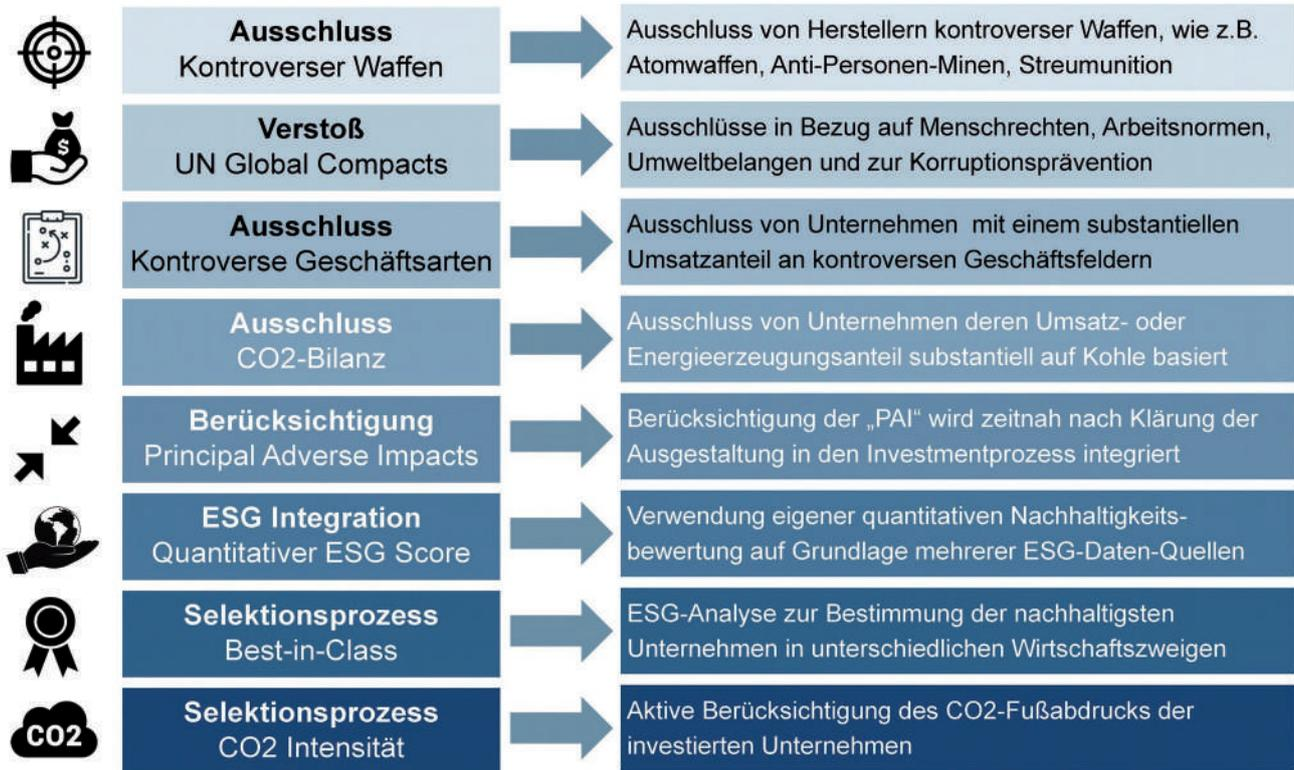 Ausschluss
Kontroverser Waffen
Ausschluss von Herstellern kontroverser Waffen, wie z.B.
Atomwaffen, Anti-Personen-Minen, Streumunition
$
Verstoß
UN Global Compacts
Ausschlüsse in Bezug auf Menschrechten, Arbeitsnormen,
Umweltbelangen und zur Korruptionsprävention
Ausschluss
Kontroverse Geschäftsarten
Ausschluss von Unternehmen mit einem substantiellen
Umsatzanteil an kontroversen Geschäftsfeldern
Ausschluss
CO2-Bilanz
Ausschluss von Unternehmen deren Umsatz- oder
Energieerzeugungsanteil substantiell auf Kohle basiert
Berücksichtigung
Principal Adverse Impacts
Berücksichtigung der „PAI“ wird zeitnah nach Klärung der
Ausgestaltung in den Investmentprozess integriert
ESG Integration
Quantitativer ESG Score
Verwendung eigener quantitativen Nachhaltigkeits-
bewertung auf Grundlage mehrerer ESG-Daten-Quellen
Selektionsprozess
Best-in-Class
ESG-Analyse zur Bestimmung der nachhaltigsten
Unternehmen in unterschiedlichen Wirtschaftszweigen
CO2
Selektionsprozess
CO2 Intensität
Aktive Berücksichtigung des CO2-Fußabdrucks der
investierten Unternehmen